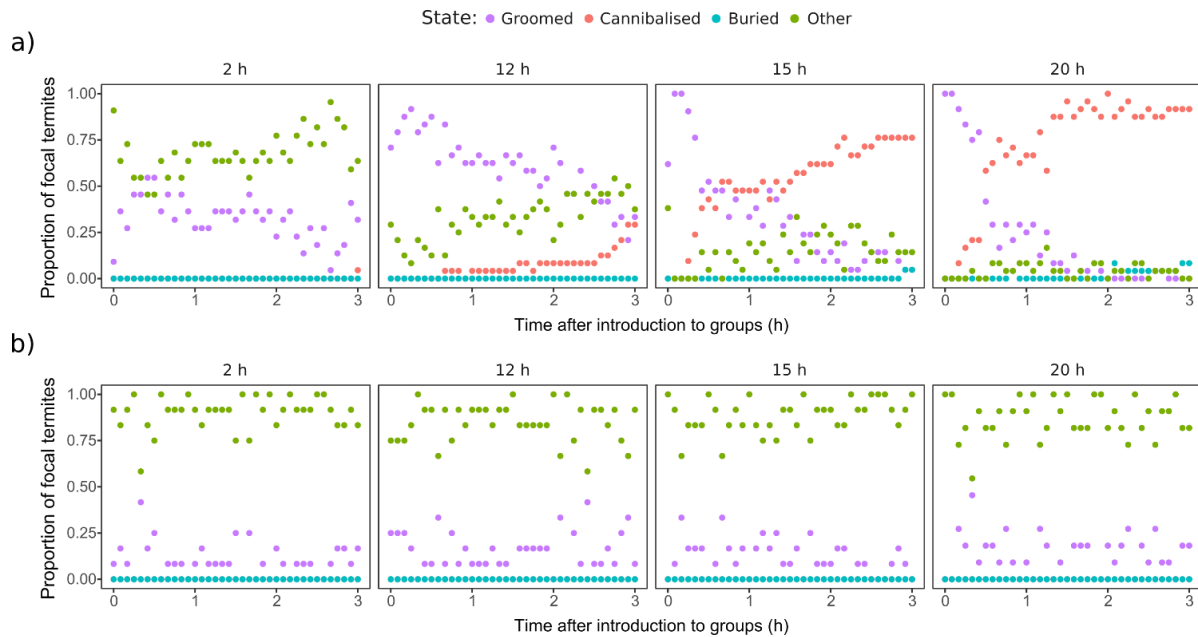 State: Groomed Cannibalised Buried Other
a)
2 h 12 h 15 h 20 h
Proportion of focal termites
1.00
0.75
0.50
0.25
0.00
0 1 2 3 0 1 2 3 0 1 2 3 0 1 2 3
Time after introduction to groups (h)
b)
2 h 12 h 15 h 20 h
Proportion of focal termites
1.00
0.75
0.50
0.25
0.00
0 1 2 3 0 1 2 3 0 1 2 3 0 1 2 3
Time after introduction to groups (h)